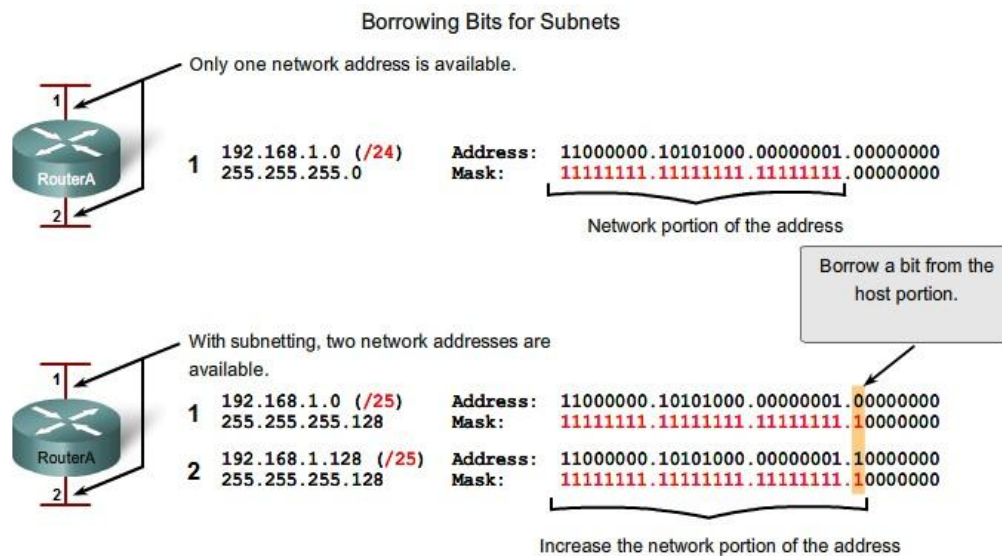 Borrowing Bits for Subnets
Only one network address is available.
1
RouterA
2
1 192.168.1.0 (/24) Address: 11000000.10101000.00000001.00000000
255.255.255.0 Mask: 11111111.11111111.11111111.00000000
Network portion of the address
Borrow a bit from the
host portion.
With subnetting, two network addresses are
available.
1
RouterA
2
1 192.168.1.0 (/25) Address: 11000000.10101000.00000001.00000000
255.255.255.128 Mask: 11111111.11111111.11111111.10000000
2 192.168.1.128 (/25) Address: 11000000.10101000.00000001.10000000
255.255.255.128 Mask: 11111111.11111111.11111111.10000000
Increase the network portion of the address